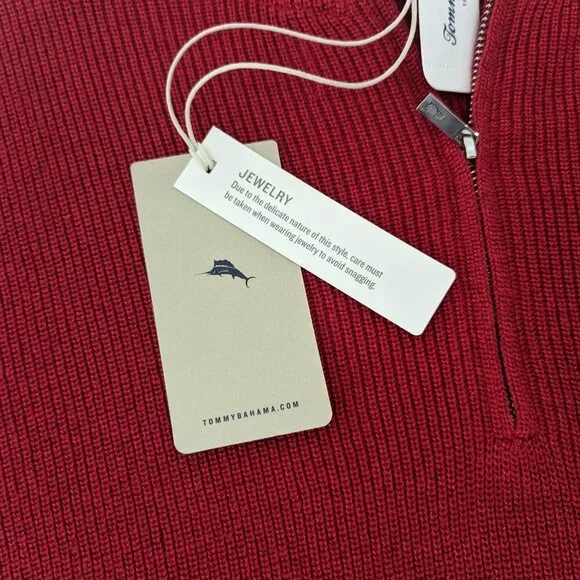 Tomm
JEWELRY
Due to the delicate nature of this style, care must
be taken when wearing jewelry to avoid snagging.
TOMMYBAHAMA.COM